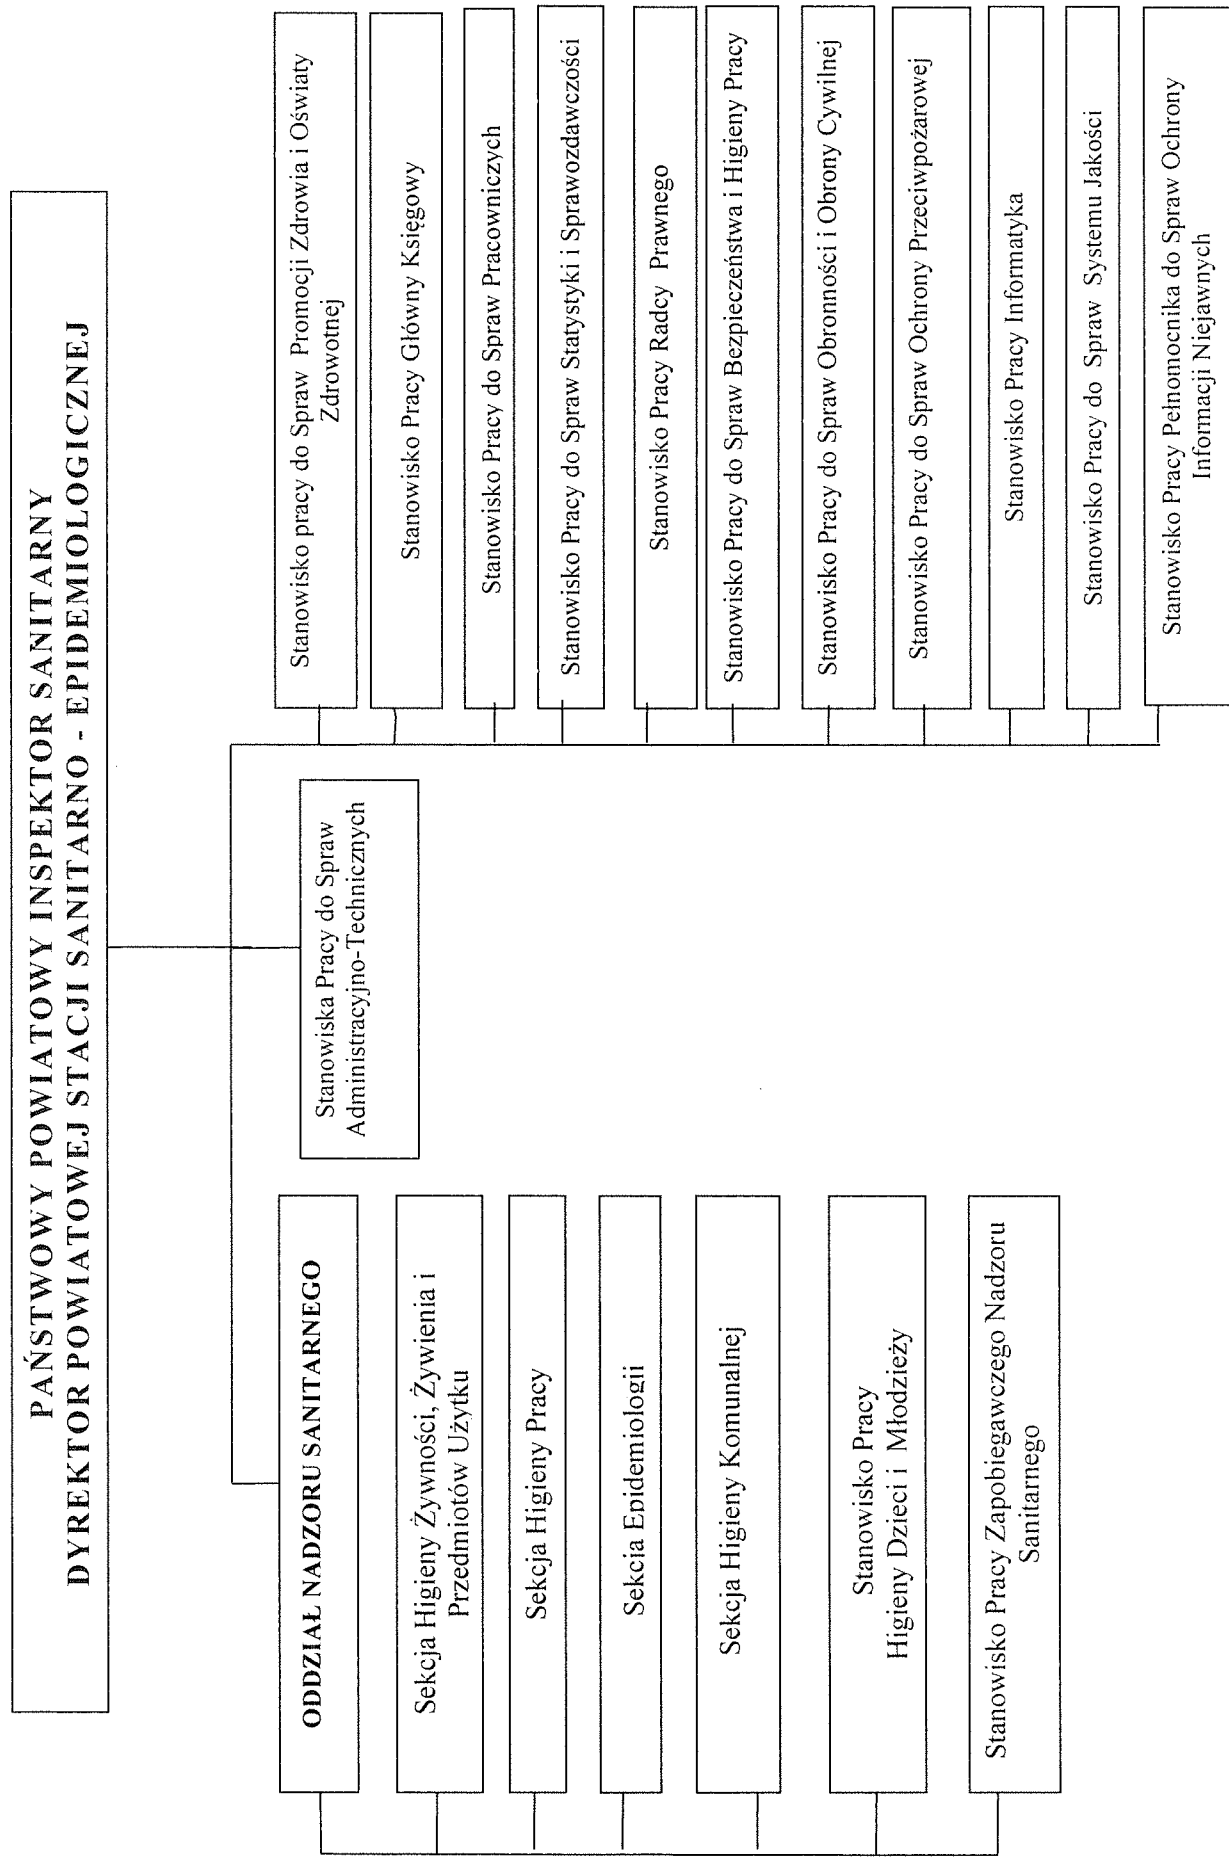 PAŃSTWOWY POWIATOWY INSPEKTOR SANITARNY
DYREKTOR POWIATOWEJ STACJI SANITARNO - EPIDEMIOLOGICZNEJ
ODDZIAŁ NADZORU SANITARNEGO
Sekcja Higieny Żywności, Żywienia i
Przedmiotów Użytku
Sekcja Higieny Pracy
Sekcja Epidemiologii
Sekcja Higieny Komunalnej
Stanowisko Pracy
Higieny Dzieci i Młodzieży
Stanowisko Pracy Zapobiegawczego Nadzoru
Sanitarnego
Stanowiska Pracy do Spraw
Administracyjno-Technicznych
Stanowisko pracy do Spraw Promocji Zdrowia i Oświaty
Zdrowotnej
Stanowisko Pracy Główny Księgowy
Stanowisko Pracy do Spraw Pracowniczych
Stanowisko Pracy do Spraw Statystyki i Sprawozdawczości
Stanowisko Pracy Radcy Prawnego
Stanowisko Pracy do Spraw Bezpieczeństwa i Higieny Pracy
Stanowisko Pracy do Spraw Obronności i Obrony Cywilnej
Stanowisko Pracy do Spraw Ochrony Przeciwpożarowej
Stanowisko Pracy Informatyka
Stanowisko Pracy do Spraw Systemu Jakości
Stanowisko Pracy Pełnomocnika do Spraw Ochrony
Informacji Niejawnych